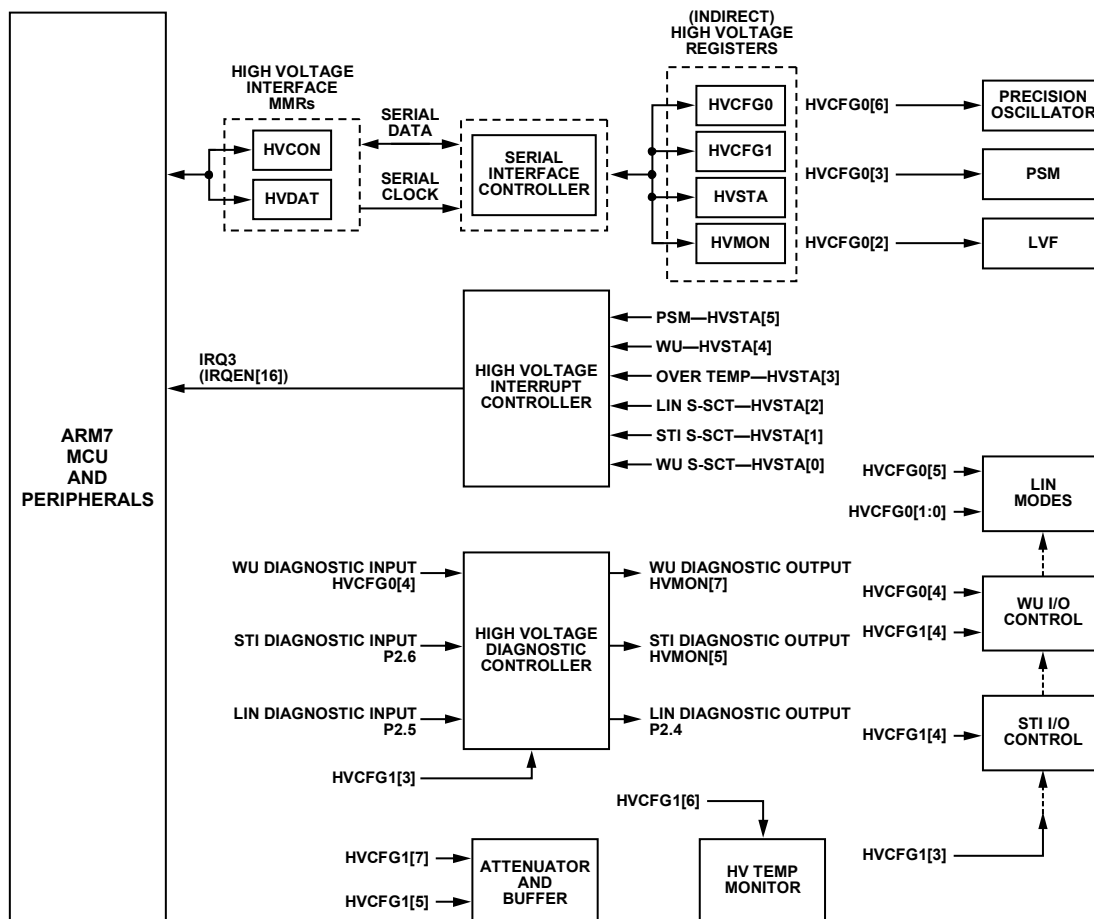 (INDIRECT)
HIGH VOLTAGE
REGISTERS
HIGH VOLTAGE
INTERFACE
MMRs
HVCON
HVDAT
SERIAL
DATA
SERIAL
CLOCK
SERIAL
INTERFACE
CONTROLLER
HVCFG0
HVCFG1
HVSTA
HVMON
HVCFG0[6]
PRECISION
OSCILLATOR
HVCFG0[3]
PSM
HVCFG0[2]
LVF
ARM7
MCU
AND
PERIPHERALS
IRQ3
(IRQEN[16])
HIGH VOLTAGE
INTERRUPT
CONTROLLER
PSM—HVSTA[5]
WU—HVSTA[4]
OVER TEMP—HVSTA[3]
LIN S-SCT—HVSTA[2]
STI S-SCT—HVSTA[1]
WU S-SCT—HVSTA[0]
HVCFG0[5]
HVCFG0[1:0]
LIN
MODES
WU DIAGNOSTIC INPUT
HVCFG0[4]
STI DIAGNOSTIC INPUT
P2.6
LIN DIAGNOSTIC INPUT
P2.5
HIGH VOLTAGE
DIAGNOSTIC
CONTROLLER
WU DIAGNOSTIC OUTPUT
HVMON[7]
STI DIAGNOSTIC OUTPUT
HVMON[5]
LIN DIAGNOSTIC OUTPUT
P2.4
HVCFG0[4]
HVCFG1[4]
WU I/O
CONTROL
HVCFG1[4]
STI I/O
CONTROL
HVCFG1[3]
HVCFG1[6]
HVCFG1[3]
HVCFG1[7]
HVCFG1[5]
ATTENUATOR
AND
BUFFER
HV TEMP
MONITOR